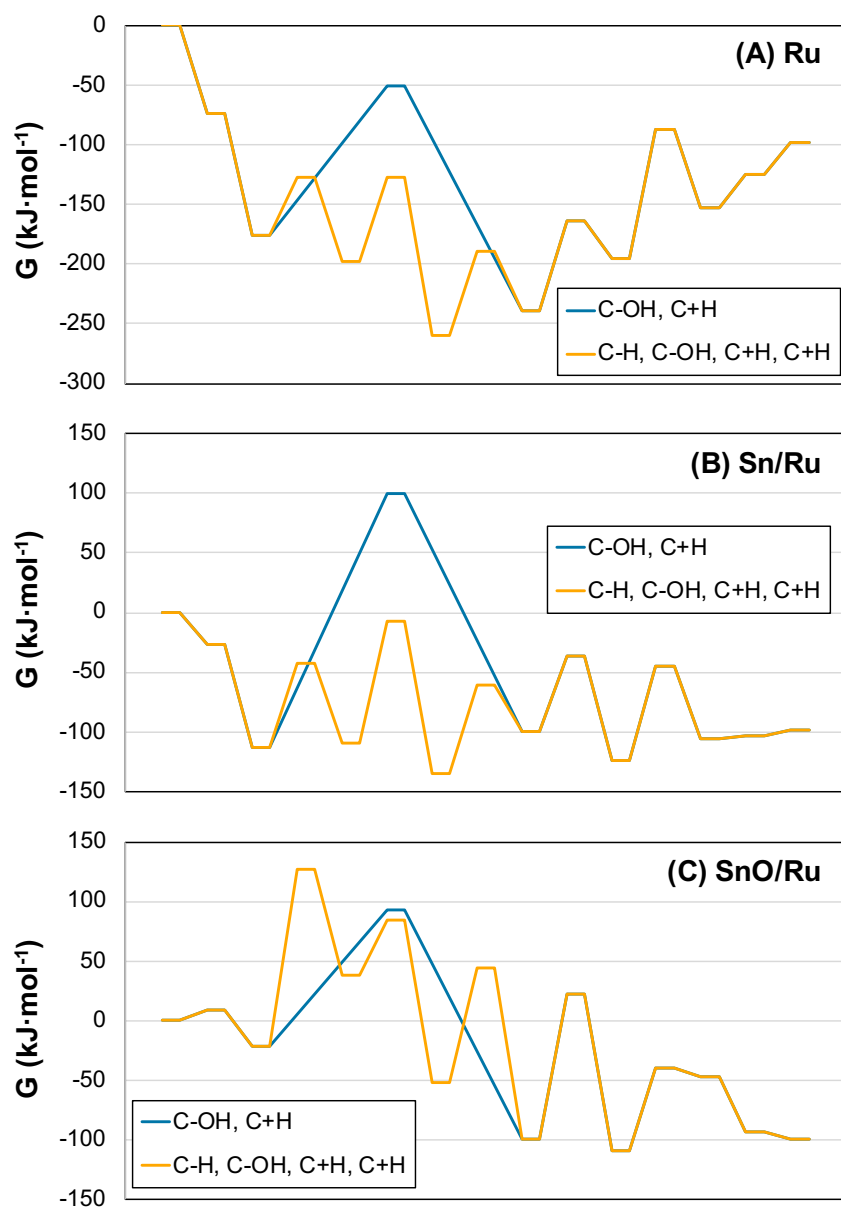 (A) Ru
G (kJ·mol⁻¹)
0
-50
-100
-150
-200
-250
-300
C-OH, C+H
C-H, C-OH, C+H, C+H
(B) Sn/Ru
G (kJ·mol⁻¹)
150
100
50
0
-50
-100
-150
C-OH, C+H
C-H, C-OH, C+H, C+H
(C) SnO/Ru
G (kJ·mol⁻¹)
150
100
50
0
-50
-100
-150
C-OH, C+H
C-H, C-OH, C+H, C+H